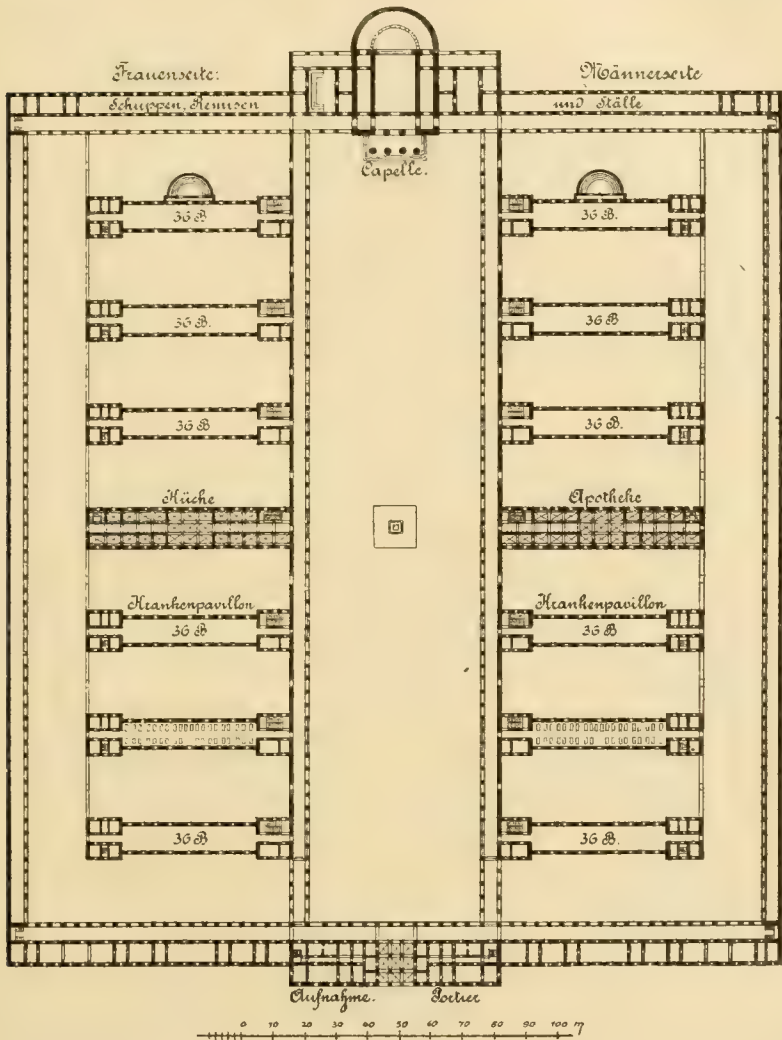 Frauenseite: Männerseite
Schuppen, Remisen und Ställe
Capelle.
36 B 36 B.
36 B. 36 B
36 B 36 B.
Küche Apotheke
Krankenpavillon Krankenpavillon
36 B 36 B
36 B 36 B.
Aufnahme. Portier
0 10 20 30 40 50 60 70 80 90 100 m